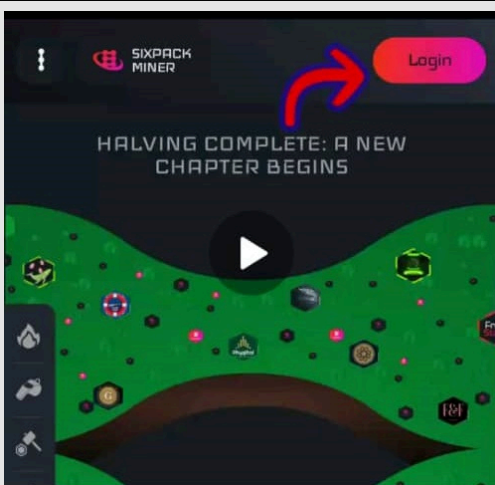 SIXPACK
MINER
Login
HALVING COMPLETE: A NEW
CHAPTER BEGINS
G
F&F